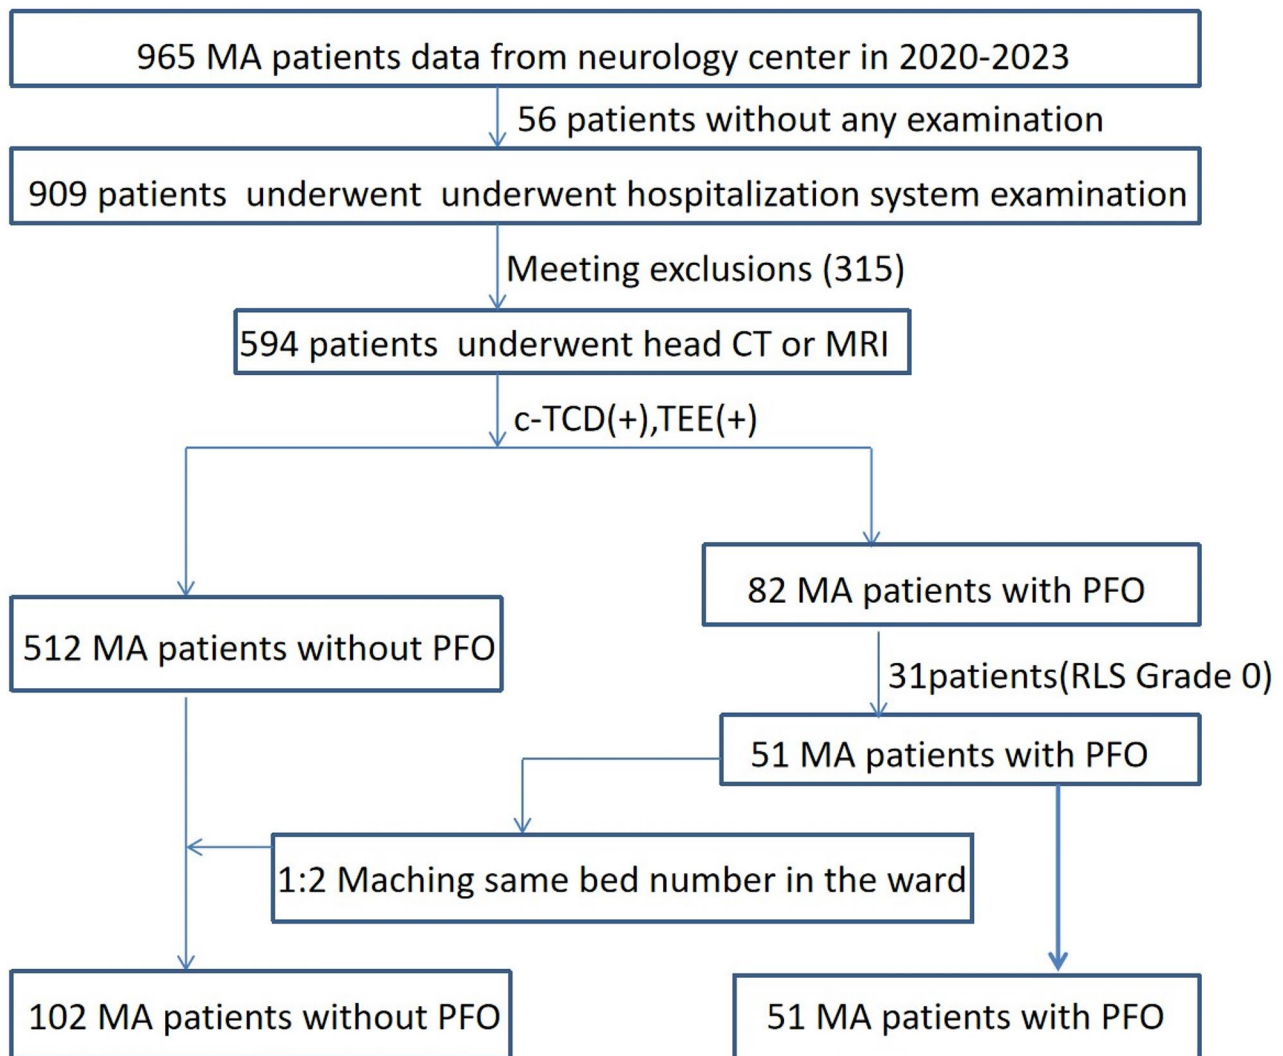 965 MA patients data from neurology center in 2020-2023
56 patients without any examination
909 patients underwent underwent hospitalization system examination
Meeting exclusions (315)
594 patients underwent head CT or MRI
c-TCD(+),TEE(+)
82 MA patients with PFO
512 MA patients without PFO
31patients(RLS Grade 0)
51 MA patients with PFO
1:2 Maching same bed number in the ward
102 MA patients without PFO
51 MA patients with PFO